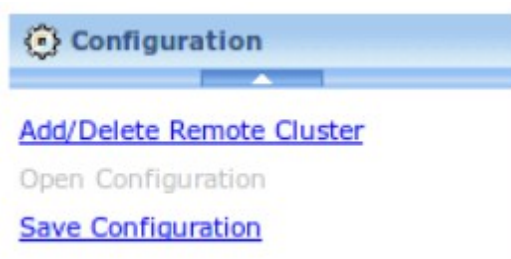 Configuration
Add/Delete Remote Cluster
Open Configuration
Save Configuration